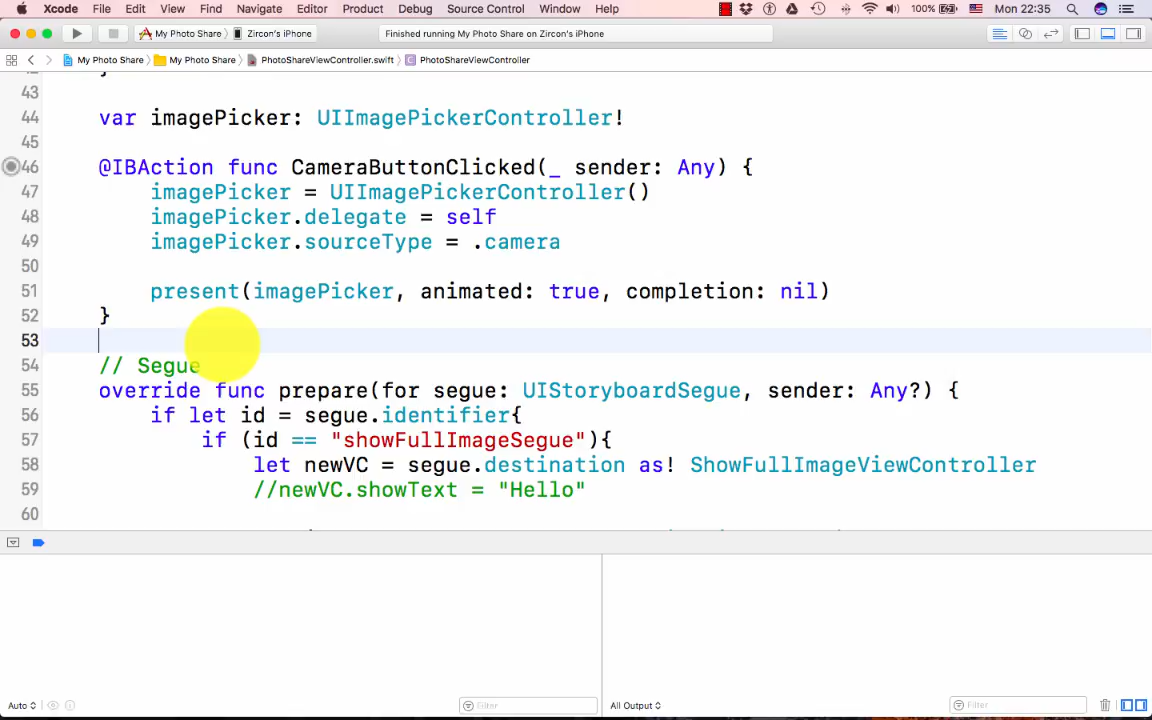 Xcode File Edit View Find Navigate Editor Product Debug Source Control Window Help 100% Mon 22:35
My Photo Share Zircon's iPhone Finished running My Photo Share on Zircon's iPhone
My Photo Share My Photo Share PhotoShareViewController.swift C PhotoShareViewController
43
44 var imagePicker: UIImagePickerController!
45
46 @IBAction func CameraButtonClicked(_ sender: Any) {
47 imagePicker = UIImagePickerController()
48 imagePicker.delegate = self
49 imagePicker.sourceType = .camera
50
51 present(imagePicker, animated: true, completion: nil)
52 }
53
54 // Segue
55 override func prepare(for segue: UIStoryboardSegue, sender: Any?) {
56 if let id = segue.identifier{
57 if (id == "showFullImageSegue"){
58 let newVC = segue.destination as! ShowFullImageViewController
59 //newVC.showText = "Hello"
60
Auto Filter All Output Filter